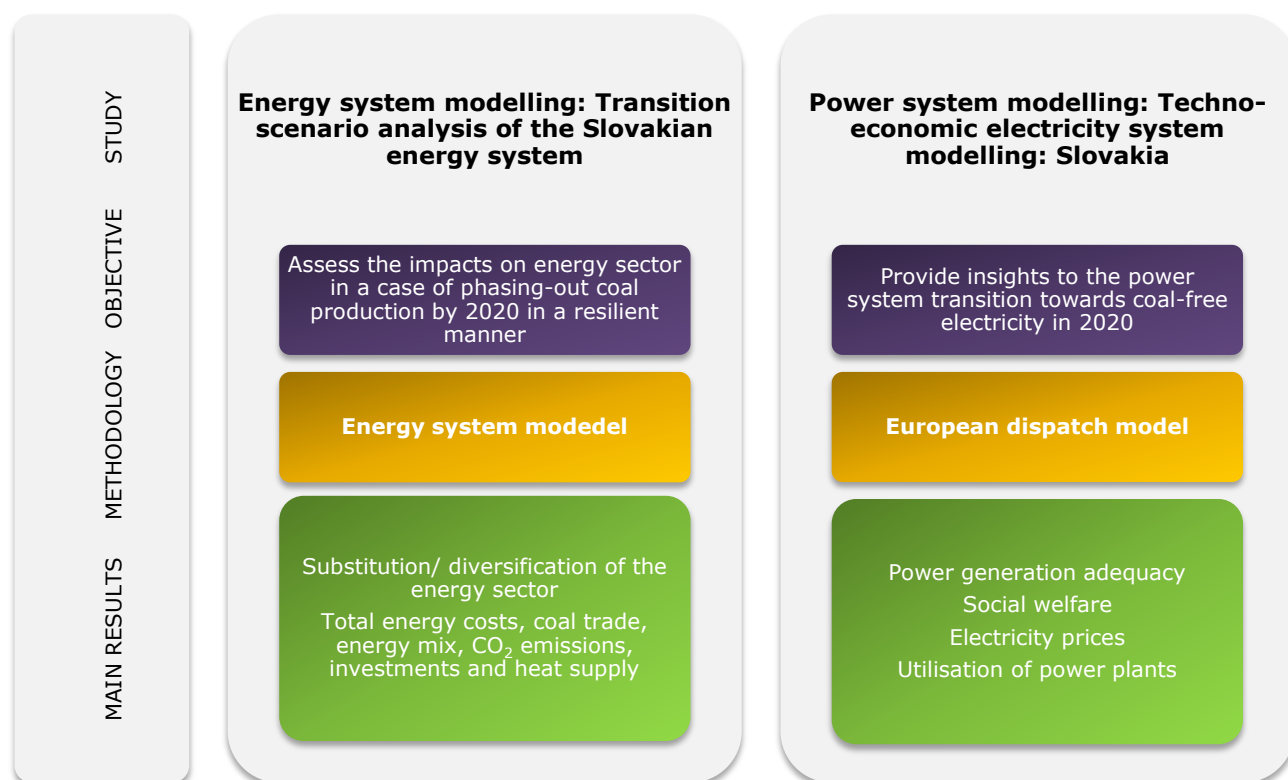 STUDY
OBJECTIVE
METHODOLOGY
MAIN RESULTS
Energy system modelling: Transition
scenario analysis of the Slovakian
energy system
Assess the impacts on energy sector
in a case of phasing-out coal
production by 2020 in a resilient
manner
Energy system modedel
Substitution/ diversification of the
energy sector
Total energy costs, coal trade,
energy mix, CO₂ emissions,
investments and heat supply
Power system modelling: Techno-
economic electricity system
modelling: Slovakia
Provide insights to the power
system transition towards coal-free
electricity in 2020
European dispatch model
Power generation adequacy
Social welfare
Electricity prices
Utilisation of power plants